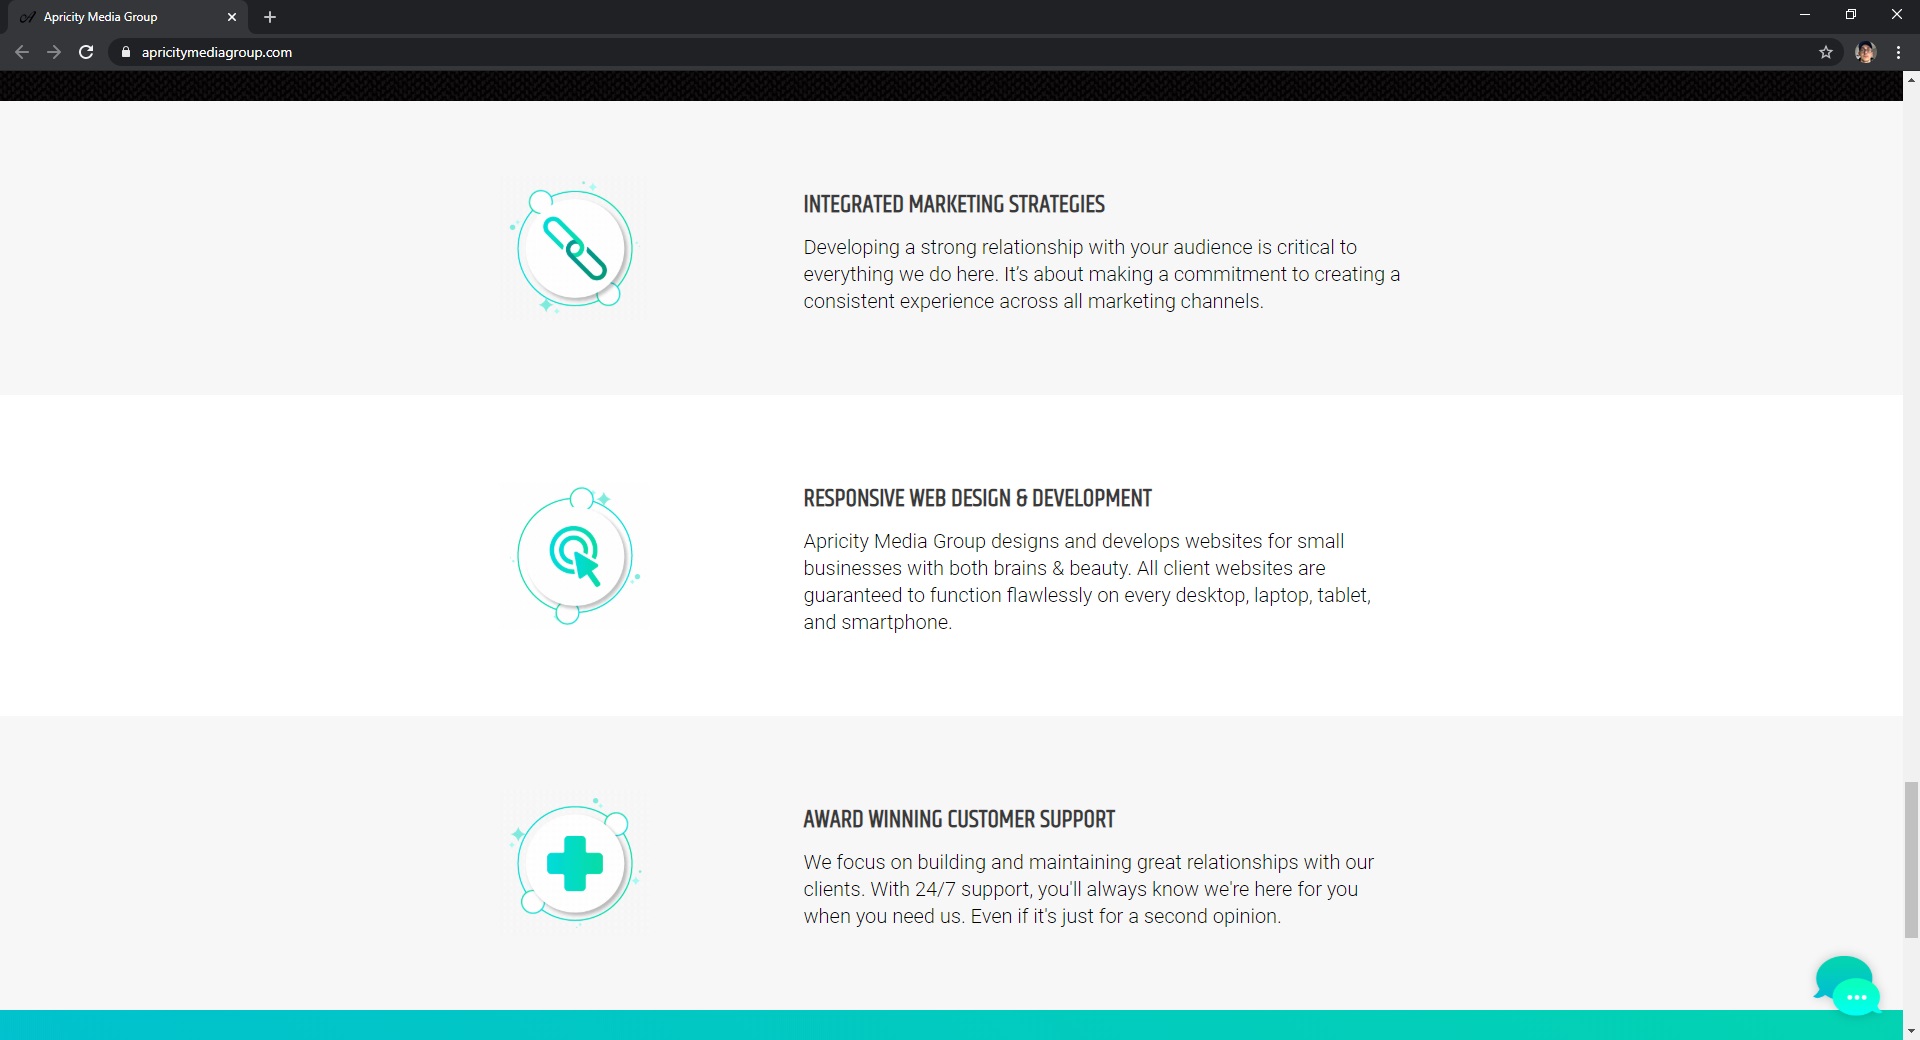 Apricity Media Group
apricitymediagroup.com
INTEGRATED MARKETING STRATEGIES
Developing a strong relationship with your audience is critical to
everything we do here. It’s about making a commitment to creating a
consistent experience across all marketing channels.
RESPONSIVE WEB DESIGN & DEVELOPMENT
Apricity Media Group designs and develops websites for small
businesses with both brains & beauty. All client websites are
guaranteed to function flawlessly on every desktop, laptop, tablet,
and smartphone.
AWARD WINNING CUSTOMER SUPPORT
We focus on building and maintaining great relationships with our
clients. With 24/7 support, you'll always know we're here for you
when you need us. Even if it's just for a second opinion.